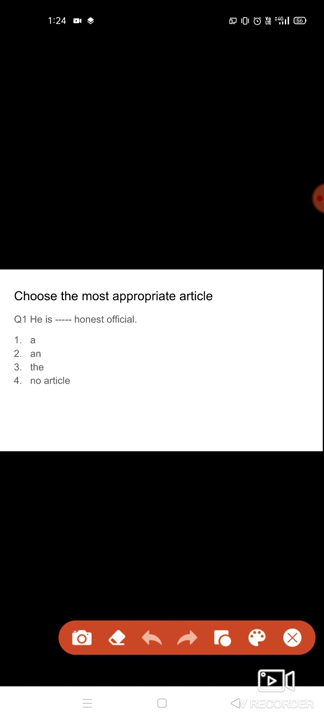 1:24
56
Choose the most appropriate article
Q1 He is ----- honest official.
1. a
2. an
3. the
4. no article
V RECORDER